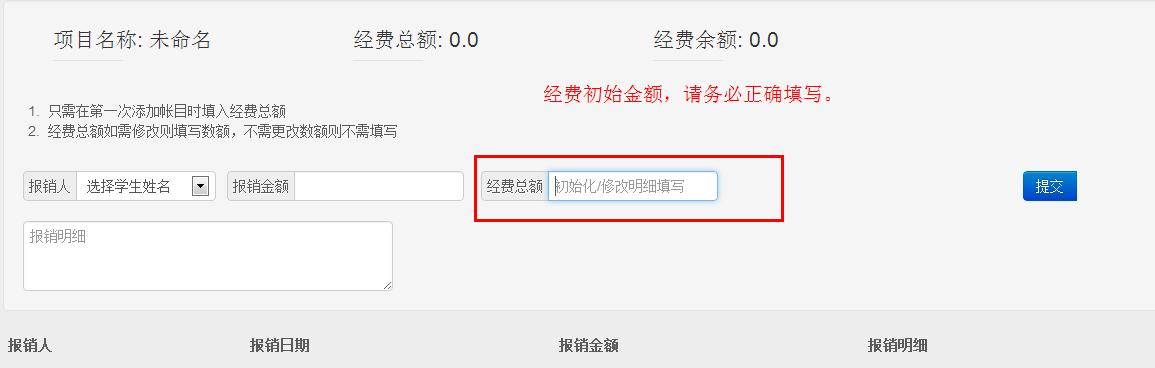 项目名称: 未命名 经费总额: 0.0 经费余额: 0.0
经费初始金额，请务必正确填写。
1. 只需在第一次添加帐目时填入经费总额
2. 经费总额如需修改则填写数额，不需更改数额则不需填写
报销人 选择学生姓名 报销金额 经费总额 初始化/修改明细填写 提交
报销明细
报销人 报销日期 报销金额 报销明细